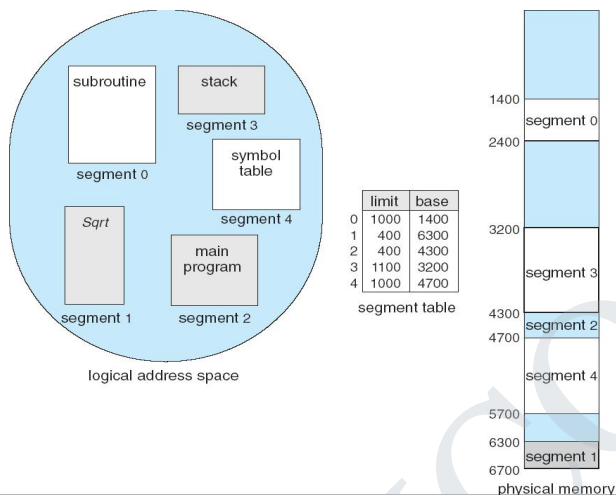 subroutine
segment 0
stack
segment 3
symbol
table
segment 4
Sqrt
segment 1
main
program
segment 2
logical address space
limit base
0 1000 1400
1 400 6300
2 400 4300
3 1100 3200
4 1000 4700
segment table
1400
segment 0
2400
3200
segment 3
4300
segment 2
4700
segment 4
5700
6300
segment 1
6700
physical memory